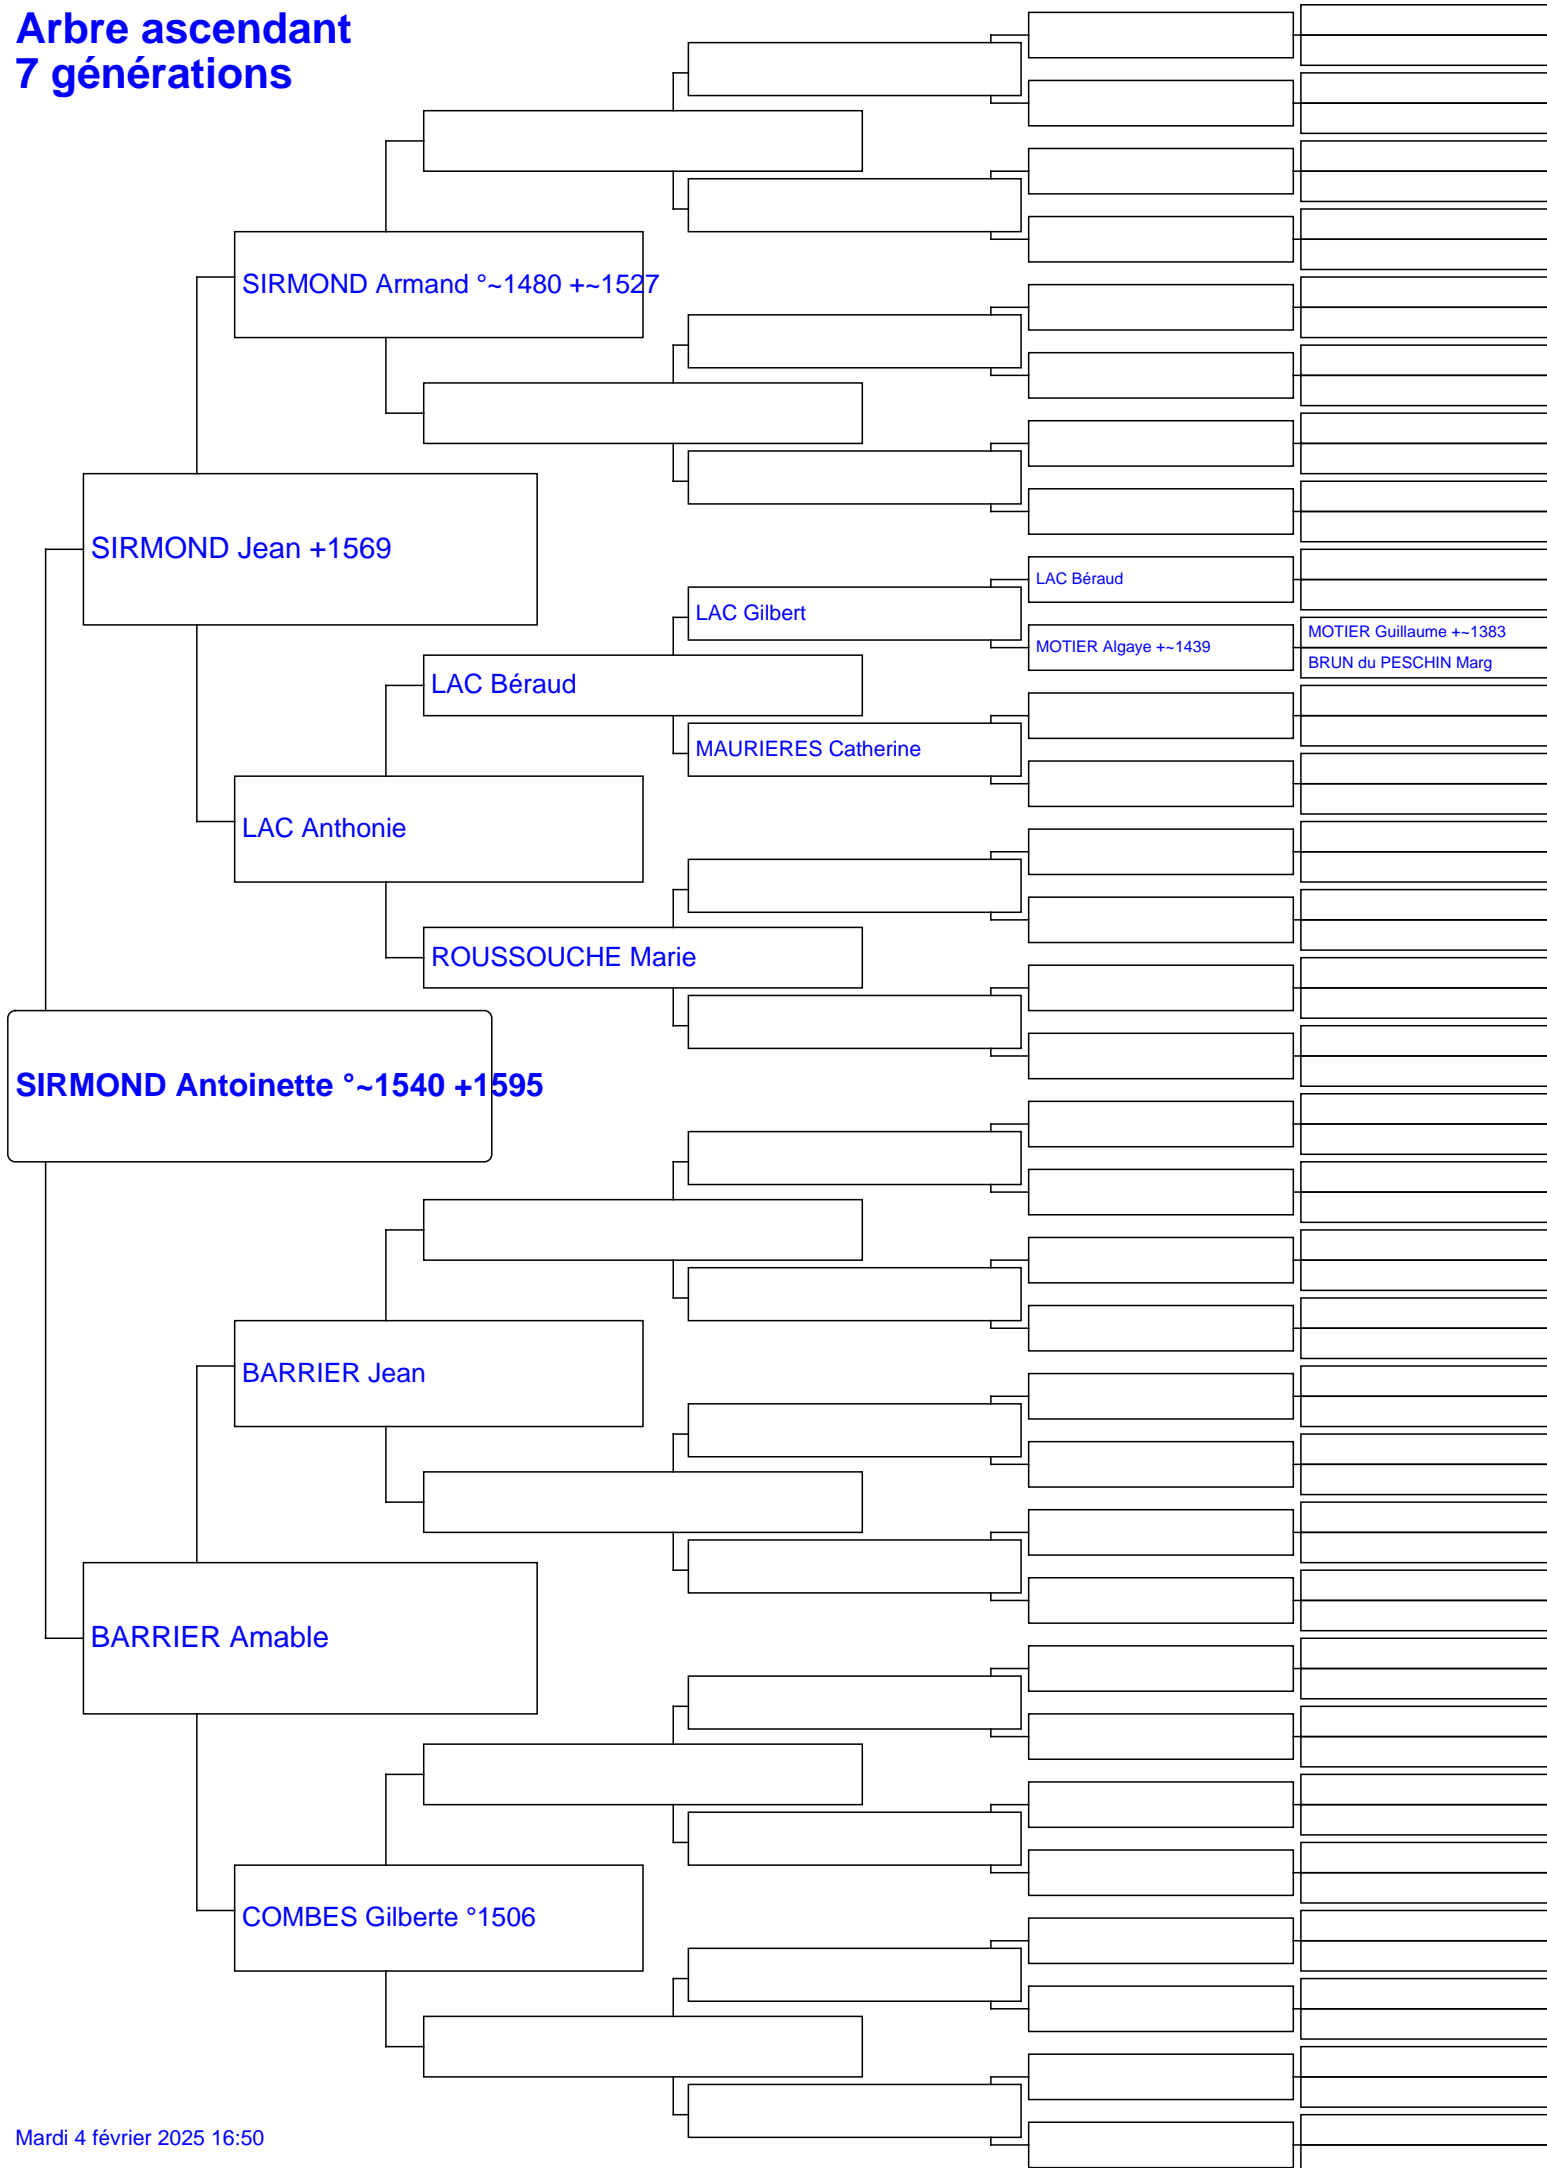 Arbre ascendant
7 générations
SIRMOND Armand °~1480 +~1527
SIRMOND Jean +1569
LAC Béraud
LAC Gilbert
MOTIER Guillaume +~1383
MOTIER Algaye +~1439
BRUN du PESCHIN Marg
LAC Béraud
MAURIERES Catherine
LAC Anthonie
ROUSSOUCHE Marie
SIRMOND Antoinette °~1540 +1595
BARRIER Jean
BARRIER Amable
COMBES Gilberte °1506
Mardi 4 février 2025 16:50